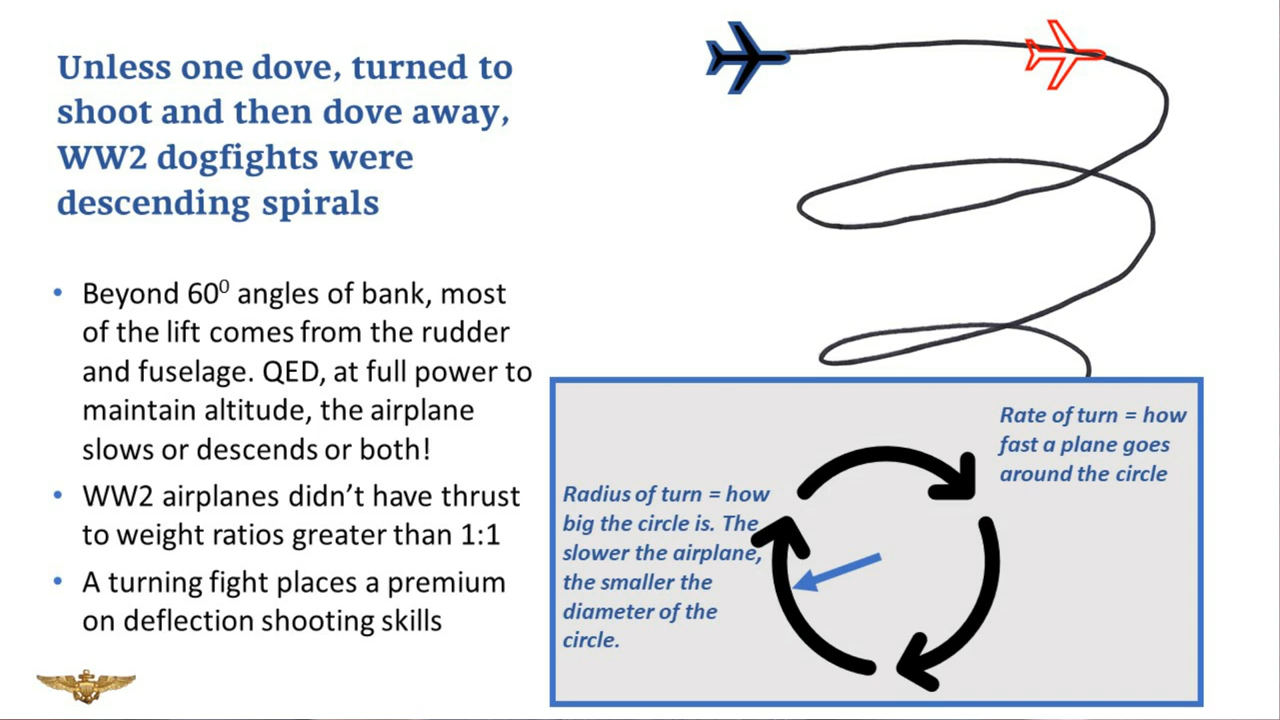 Unless one dove, turned to
shoot and then dove away,
WW2 dogfights were
descending spirals
• Beyond 60⁰ angles of bank, most
of the lift comes from the rudder
and fuselage. QED, at full power to
maintain altitude, the airplane
slows or descends or both!
• WW2 airplanes didn’t have thrust
to weight ratios greater than 1:1
• A turning fight places a premium
on deflection shooting skills
Rate of turn = how
fast a plane goes
around the circle
Radius of turn = how
big the circle is. The
slower the airplane,
the smaller the
diameter of the
circle.